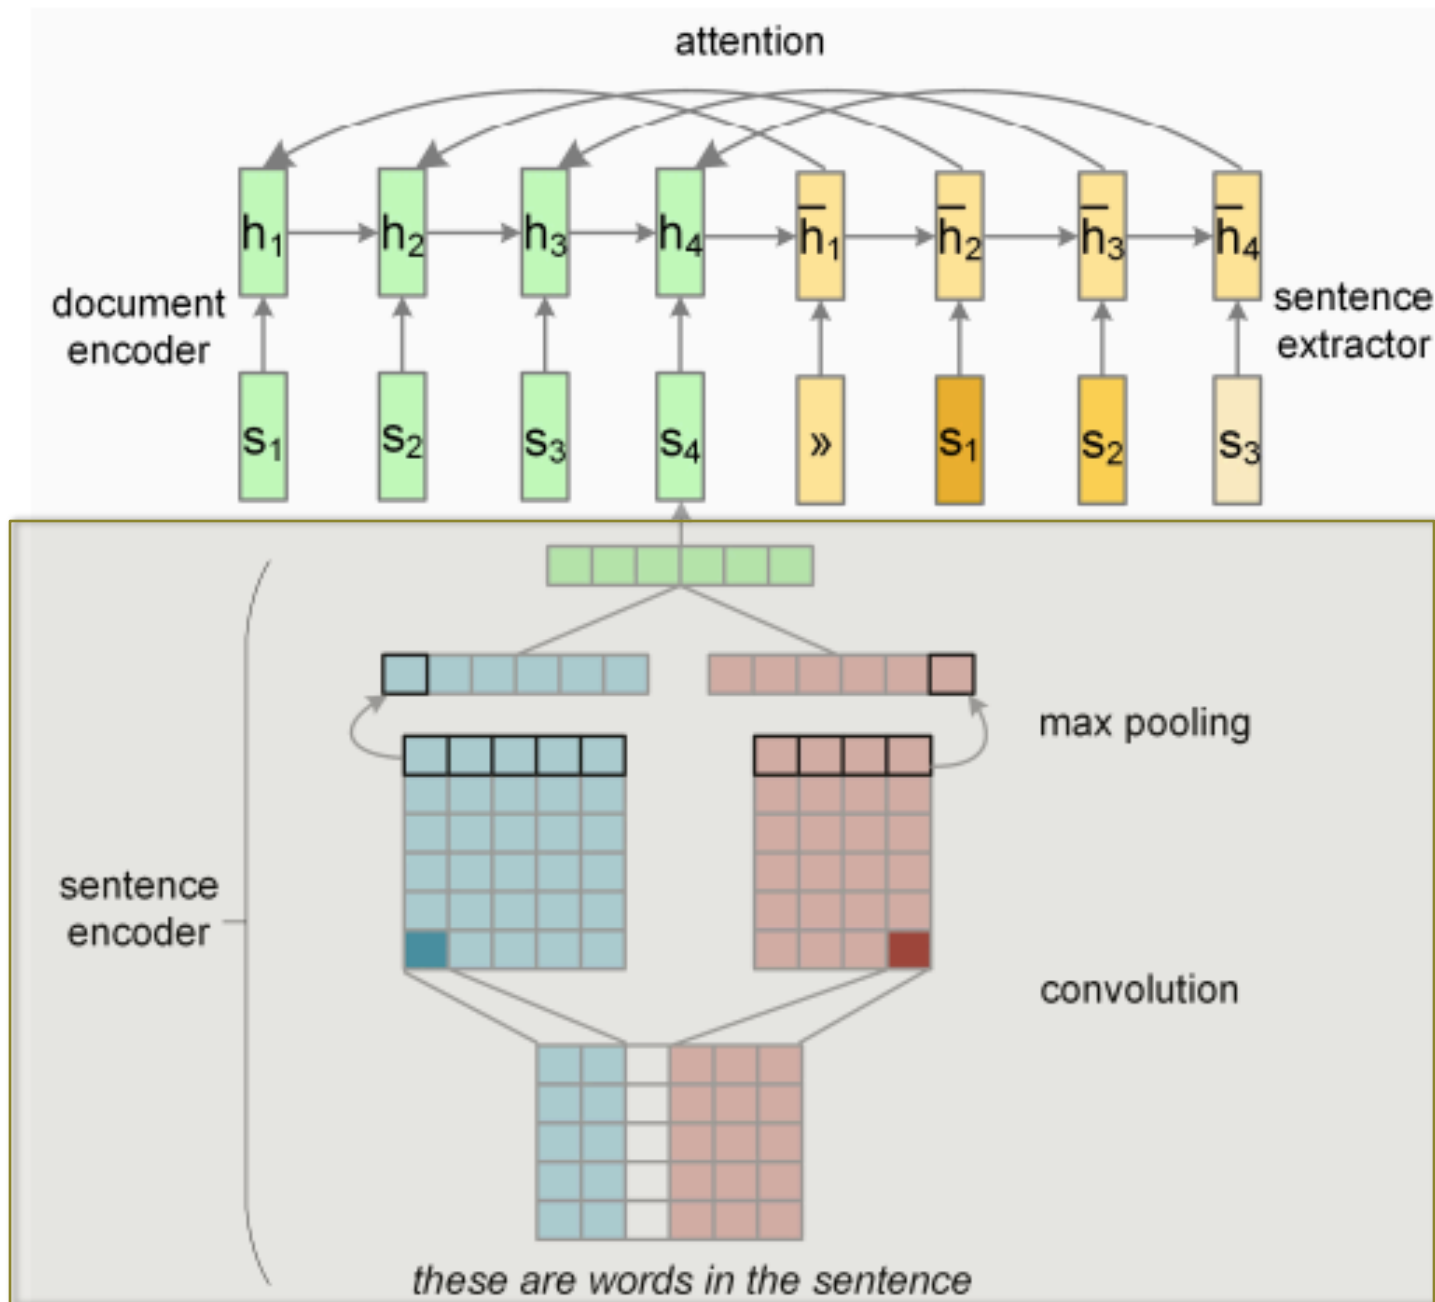 attention
h1 h2 h3 h4 h̅1 h̅2 h̅3 h̅4
document
encoder
sentence
extractor
s1 s2 s3 s4 » s1 s2 s3
max pooling
sentence
encoder
convolution
these are words in the sentence